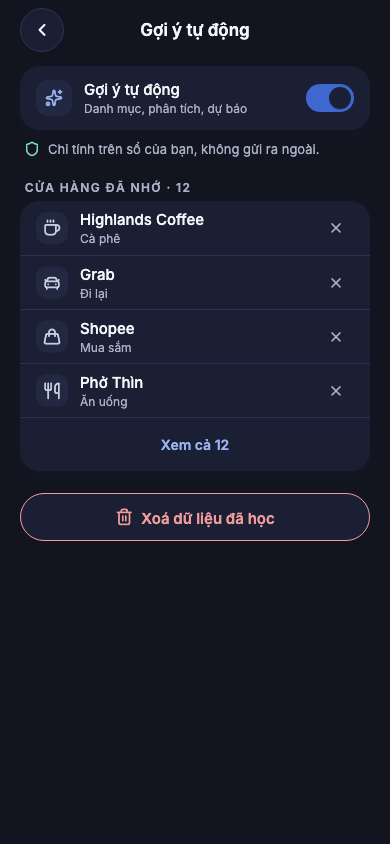 Gợi ý tự động
Gợi ý tự động
Danh mục, phân tích, dự báo
Chỉ tính trên sổ của bạn, không gửi ra ngoài.
CỬA HÀNG ĐÃ NHỚ · 12
Highlands Coffee
Cà phê
Grab
Đi lại
Shopee
Mua sắm
Phở Thìn
Ăn uống
Xem cả 12
Xoá dữ liệu đã học